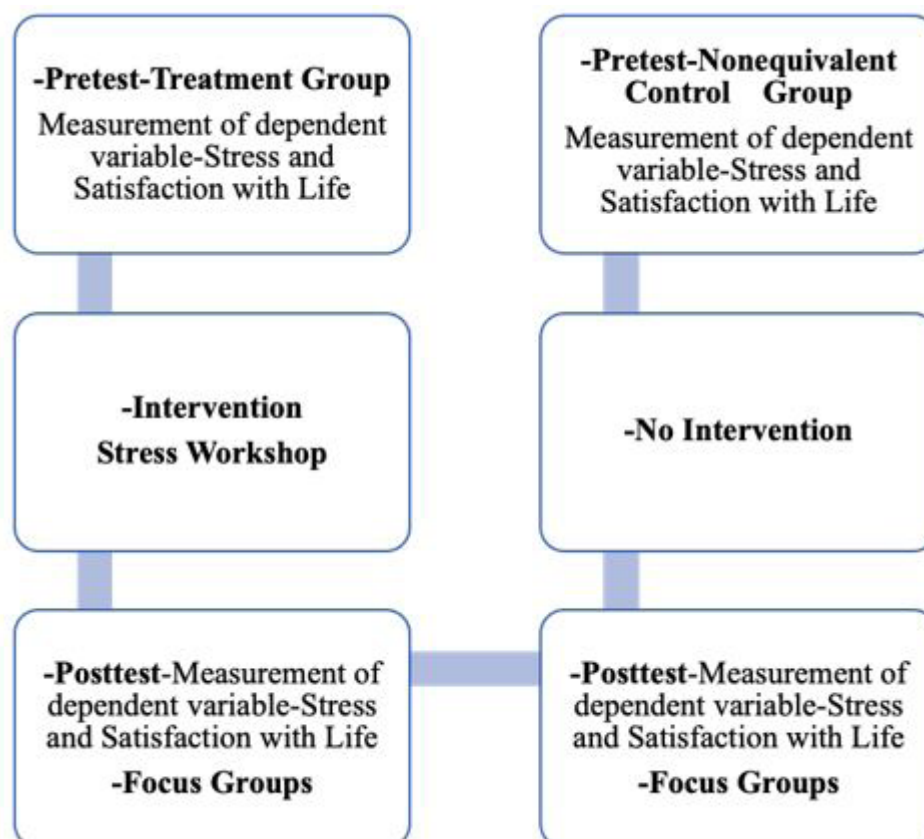 -Pretest-Treatment Group
Measurement of dependent
variable-Stress and
Satisfaction with Life
-Intervention
Stress Workshop
-Posttest-Measurement of
dependent variable-Stress
and Satisfaction with Life
-Focus Groups
-Pretest-Nonequivalent
Control Group
Measurement of dependent
variable-Stress and
Satisfaction with Life
-No Intervention
-Posttest-Measurement of
dependent variable-Stress
and Satisfaction with Life
-Focus Groups